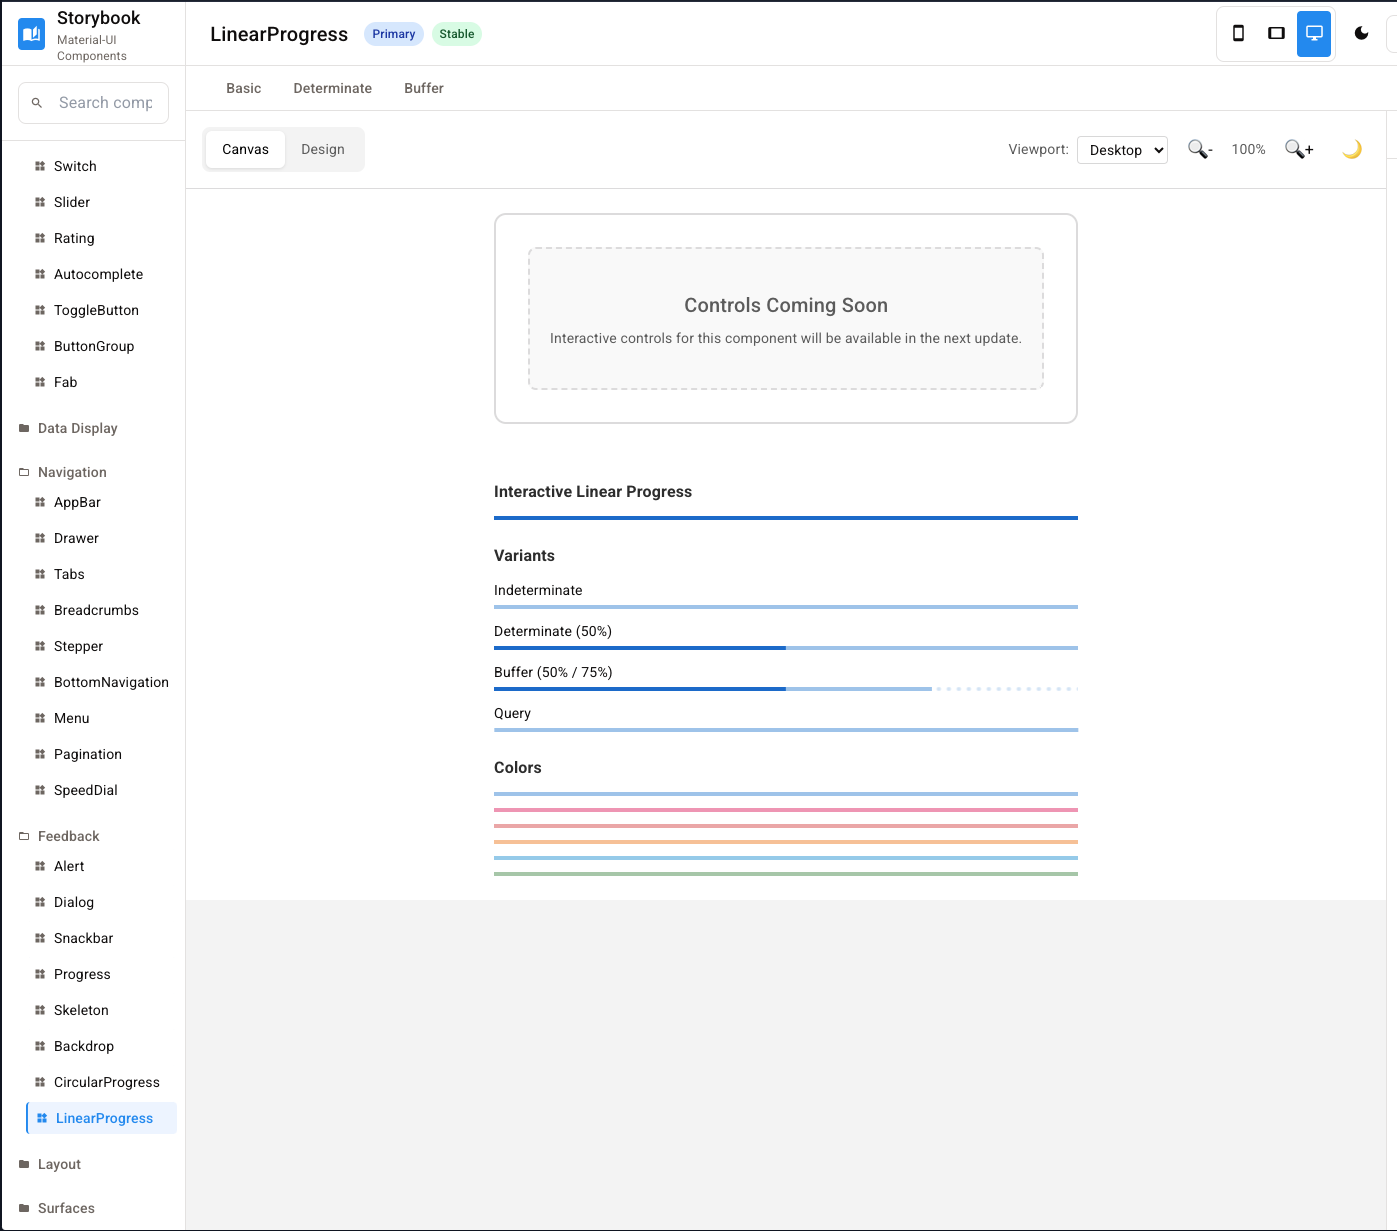 Storybook
Material-UI
Components
Search comp
Switch
Slider
Rating
Autocomplete
ToggleButton
ButtonGroup
Fab
Data Display
Navigation
AppBar
Drawer
Tabs
Breadcrumbs
Stepper
BottomNavigation
Menu
Pagination
SpeedDial
Feedback
Alert
Dialog
Snackbar
Progress
Skeleton
Backdrop
CircularProgress
LinearProgress
Layout
Surfaces
LinearProgress Primary Stable
Basic Determinate Buffer
Canvas Design Viewport: Desktop - 100% +
Controls Coming Soon
Interactive controls for this component will be available in the next update.
Interactive Linear Progress
Variants
Indeterminate
Determinate (50%)
Buffer (50% / 75%)
Query
Colors